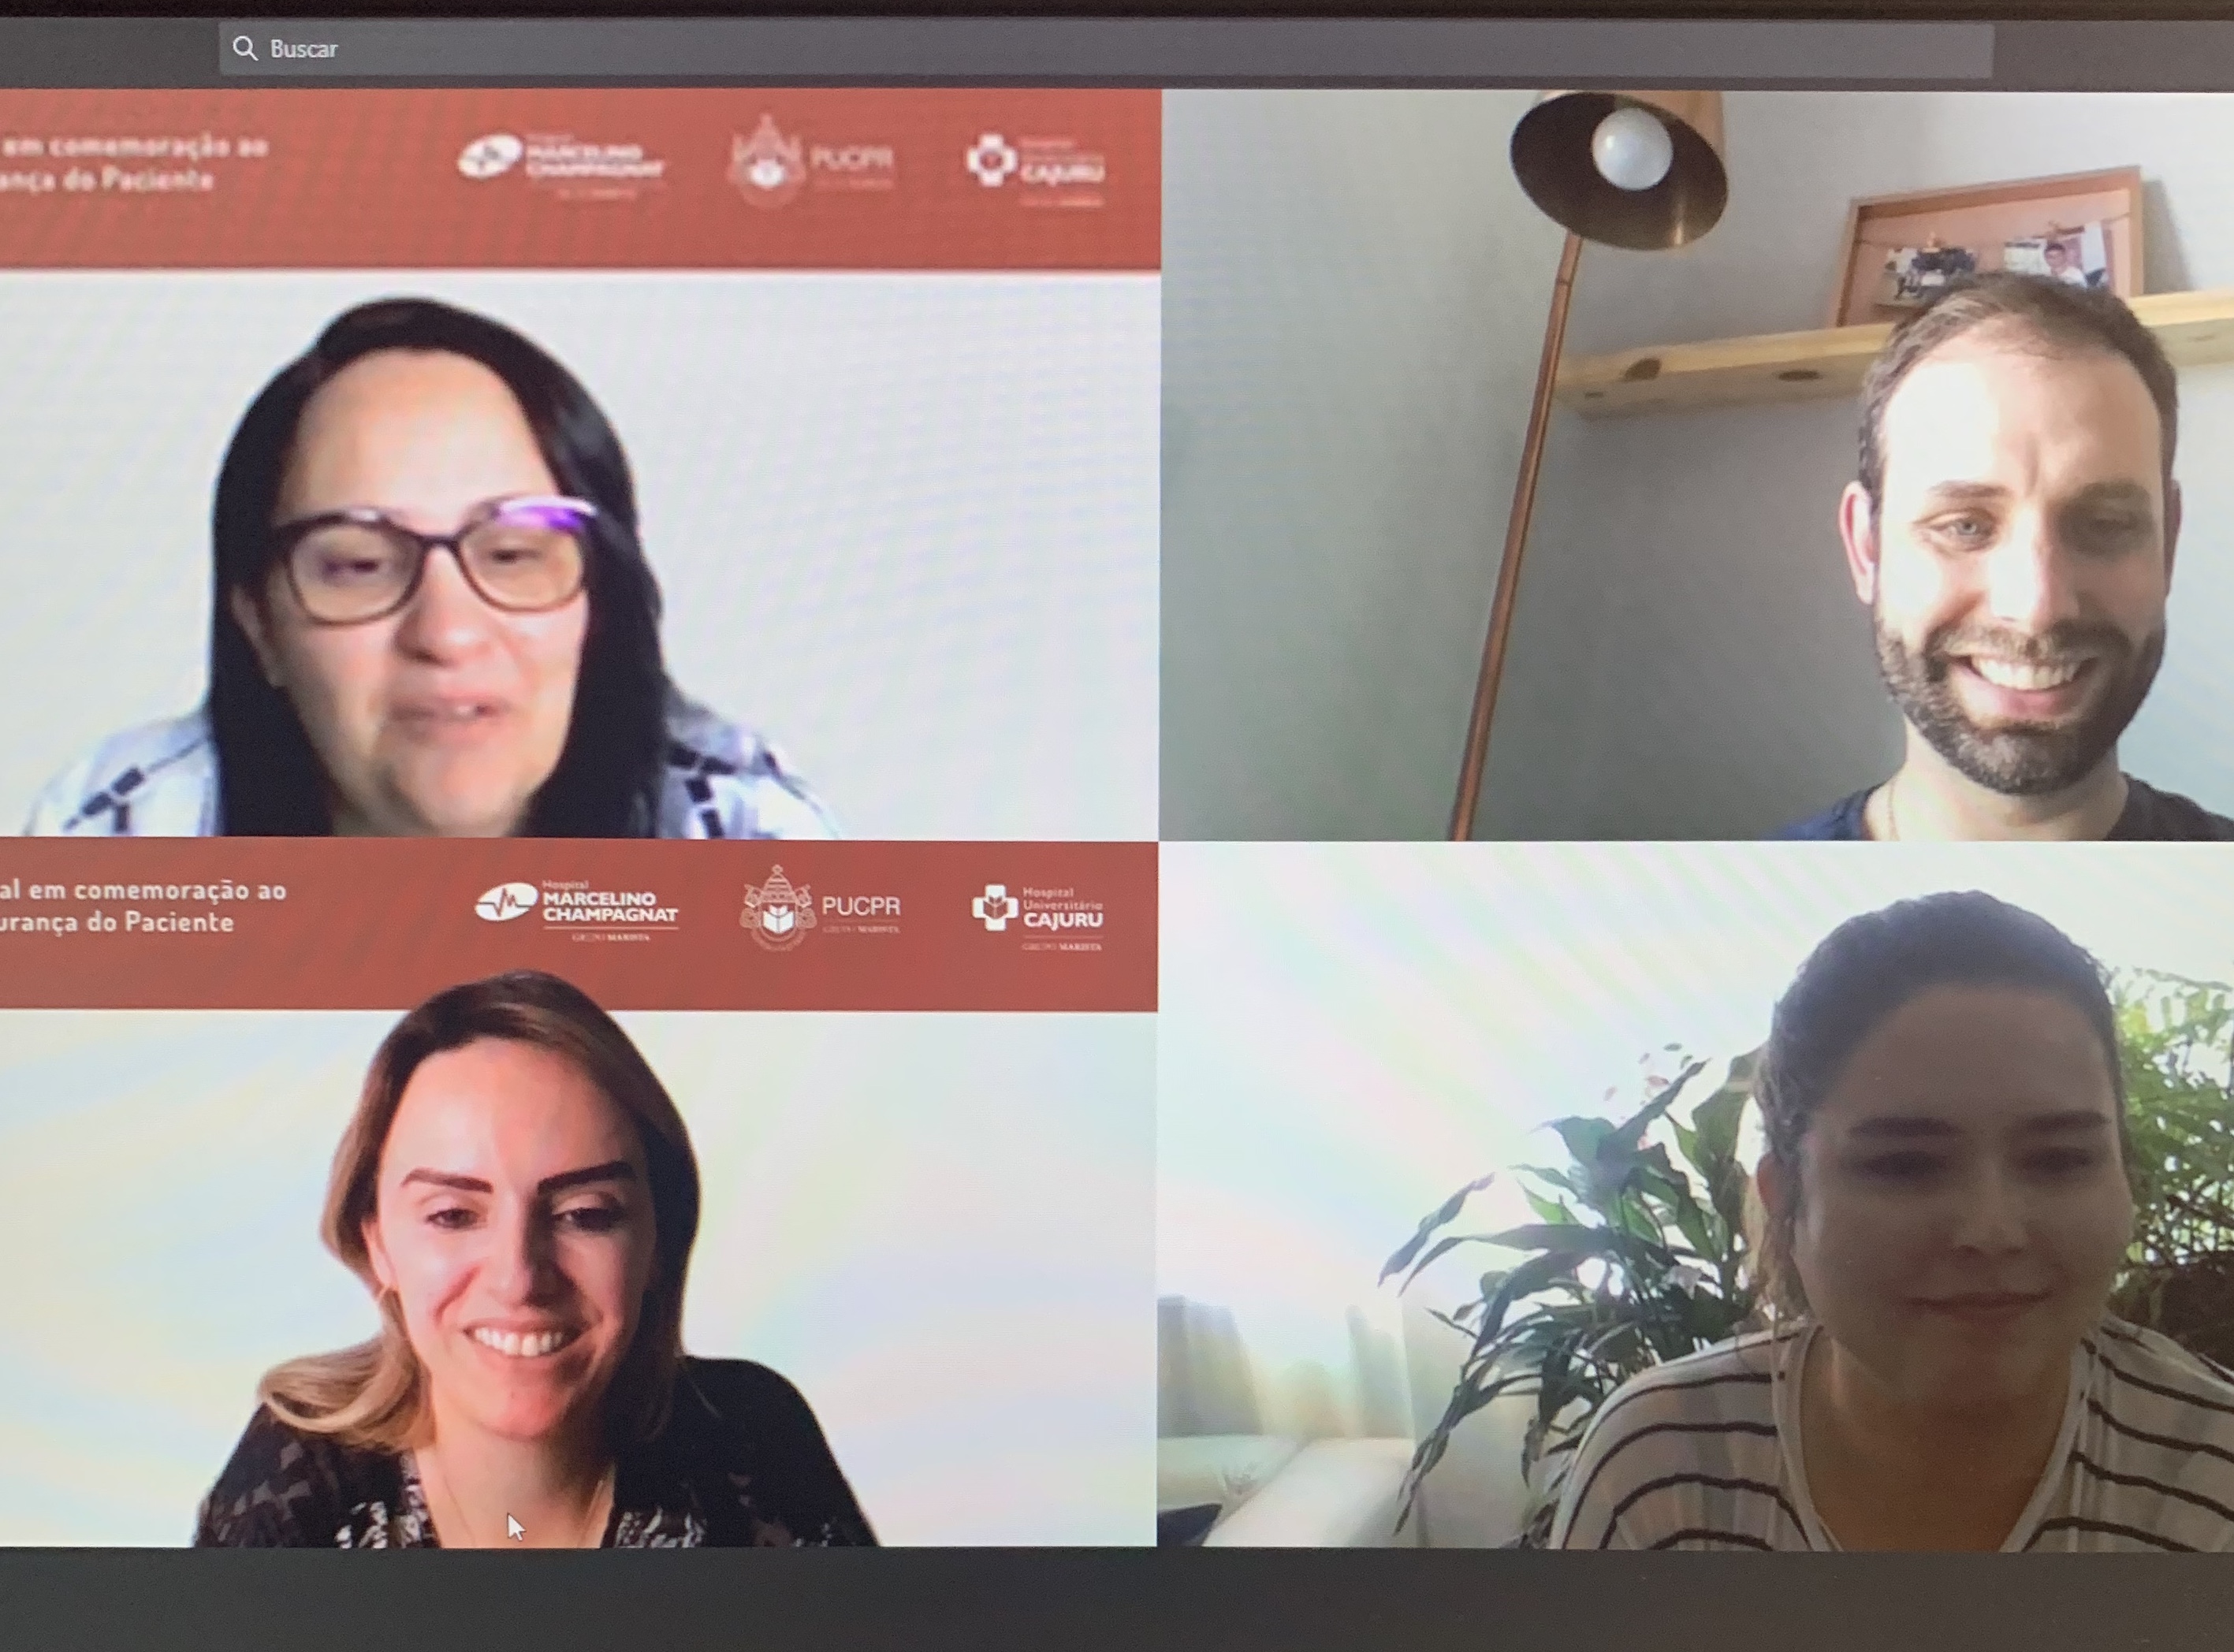 Buscar
em comemoração ao
ança do Paciente
MARCELINO
CHAMPAGNAT
PUCPR
CAJURU
al em comemoração ao
urança do Paciente
Hospital
MARCELINO
CHAMPAGNAT
GRUPO MARISTA
PUCPR
GRUPO MARISTA
Hospital
Universitário
CAJURU
GRUPO MARISTA